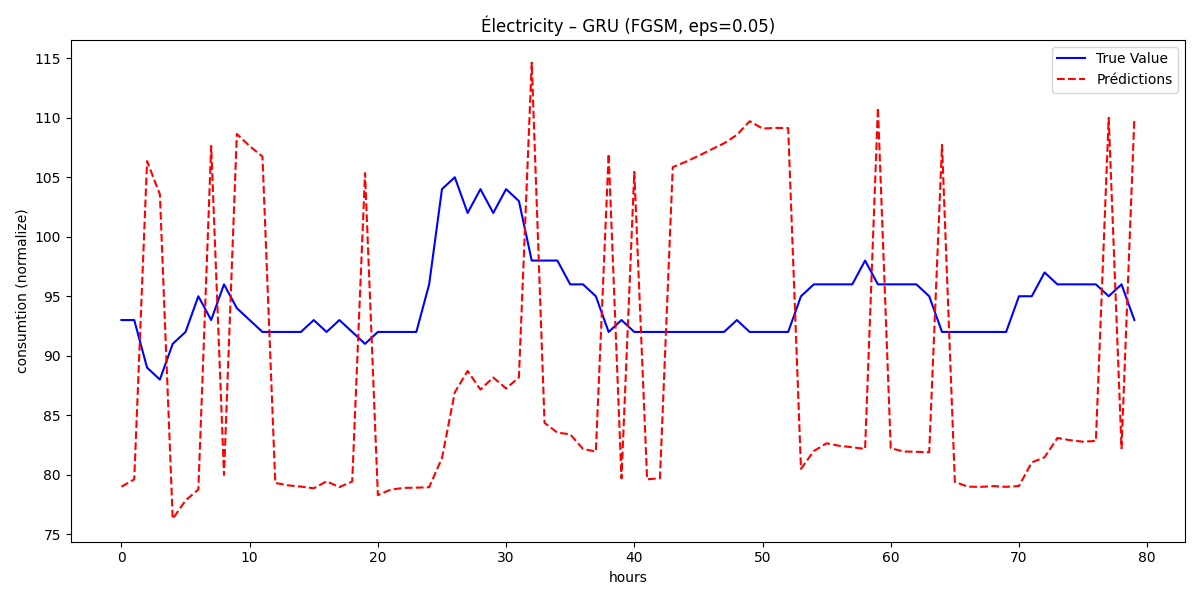 Électricity – GRU (FGSM, eps=0.05)
True Value
Prédictions
consumtion (normalize)
115
110
105
100
95
90
85
80
75
0 10 20 30 40 50 60 70 80
hours